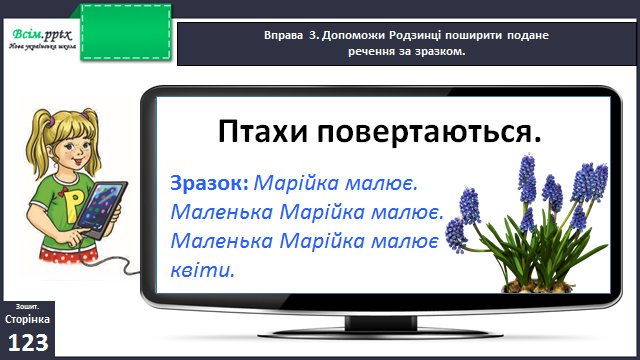 Всім.pptx
Нова українська школа
Вправа 3. Допоможи Родзинці поширити подане
речення за зразком.
Птахи повертаються.
Зразок: Марійка малює.
Маленька Марійка малює.
Маленька Марійка малює
квіти.
Р
Зошит.
Сторінка
123